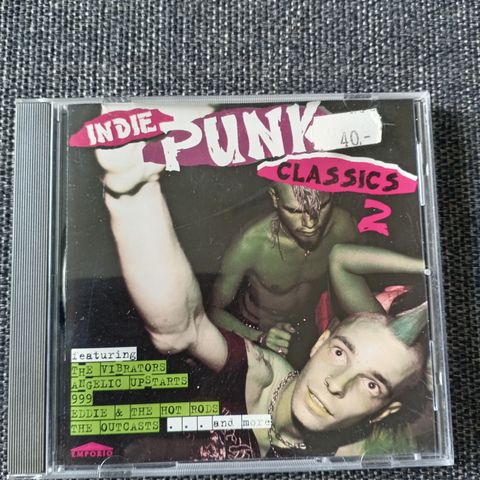 INDIE
PUNK
40.-
CLASSICS
2
featuring
THE VIBRATORS
ANGELIC UPSTARTS
999
EDDIE & THE HOT RODS
THE OUTCASTS . . . and more
EMPORIO